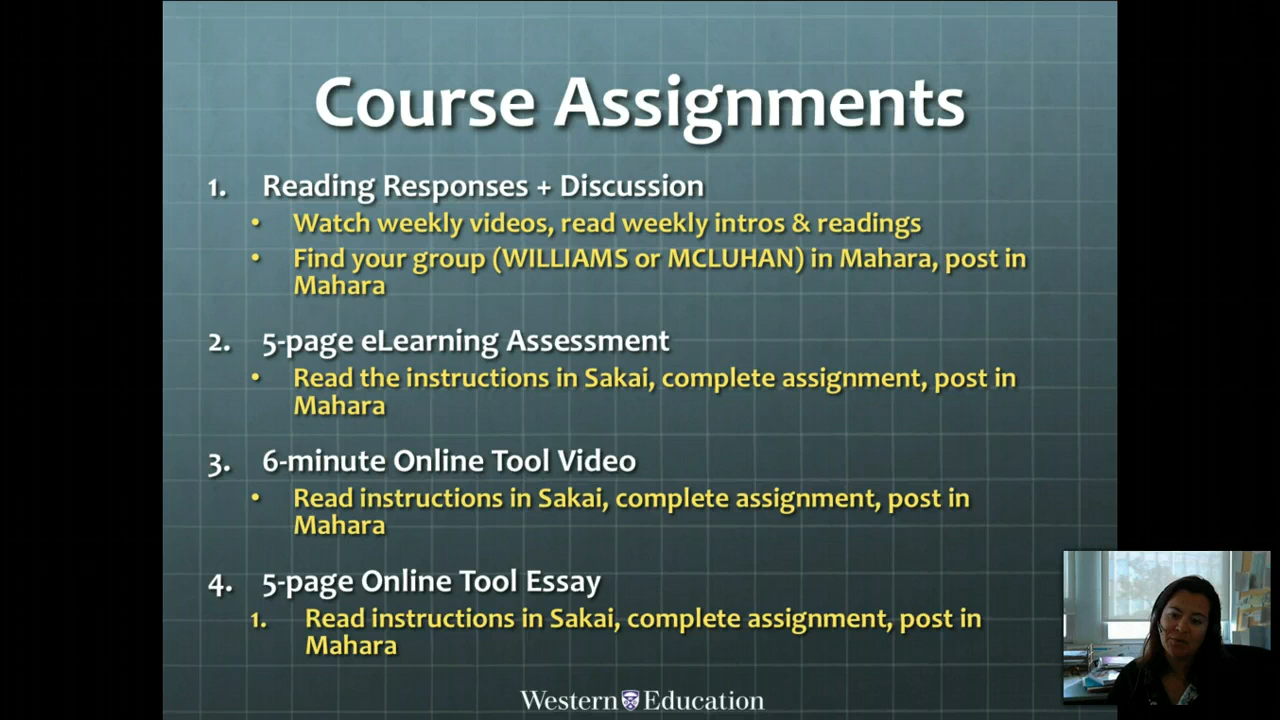 Course Assignments
1. Reading Responses + Discussion
• Watch weekly videos, read weekly intros & readings
• Find your group (WILLIAMS or MCLUHAN) in Mahara, post in
Mahara
2. 5-page eLearning Assessment
• Read the instructions in Sakai, complete assignment, post in
Mahara
3. 6-minute Online Tool Video
• Read instructions in Sakai, complete assignment, post in
Mahara
4. 5-page Online Tool Essay
1. Read instructions in Sakai, complete assignment, post in
Mahara
Western Education